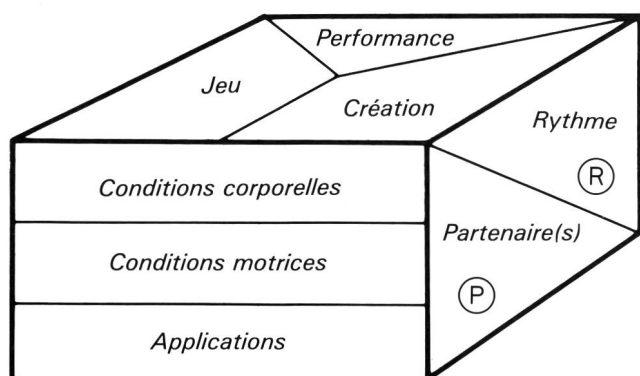 Performance
Jeu
Création
Rythme
R
Conditions corporelles
Partenaire(s)
Conditions motrices
P
Applications